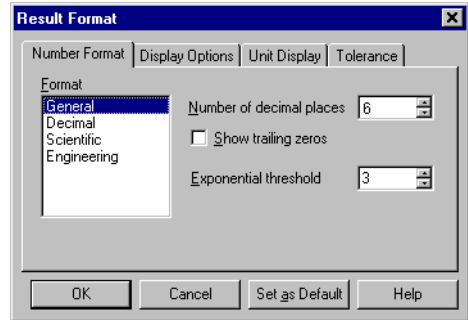 Result Format
Number Format Display Options Unit Display Tolerance
Format
General
Decimal
Scientific
Engineering
Number of decimal places 6
Show trailing zeros
Exponential threshold 3
OK Cancel Set as Default Help